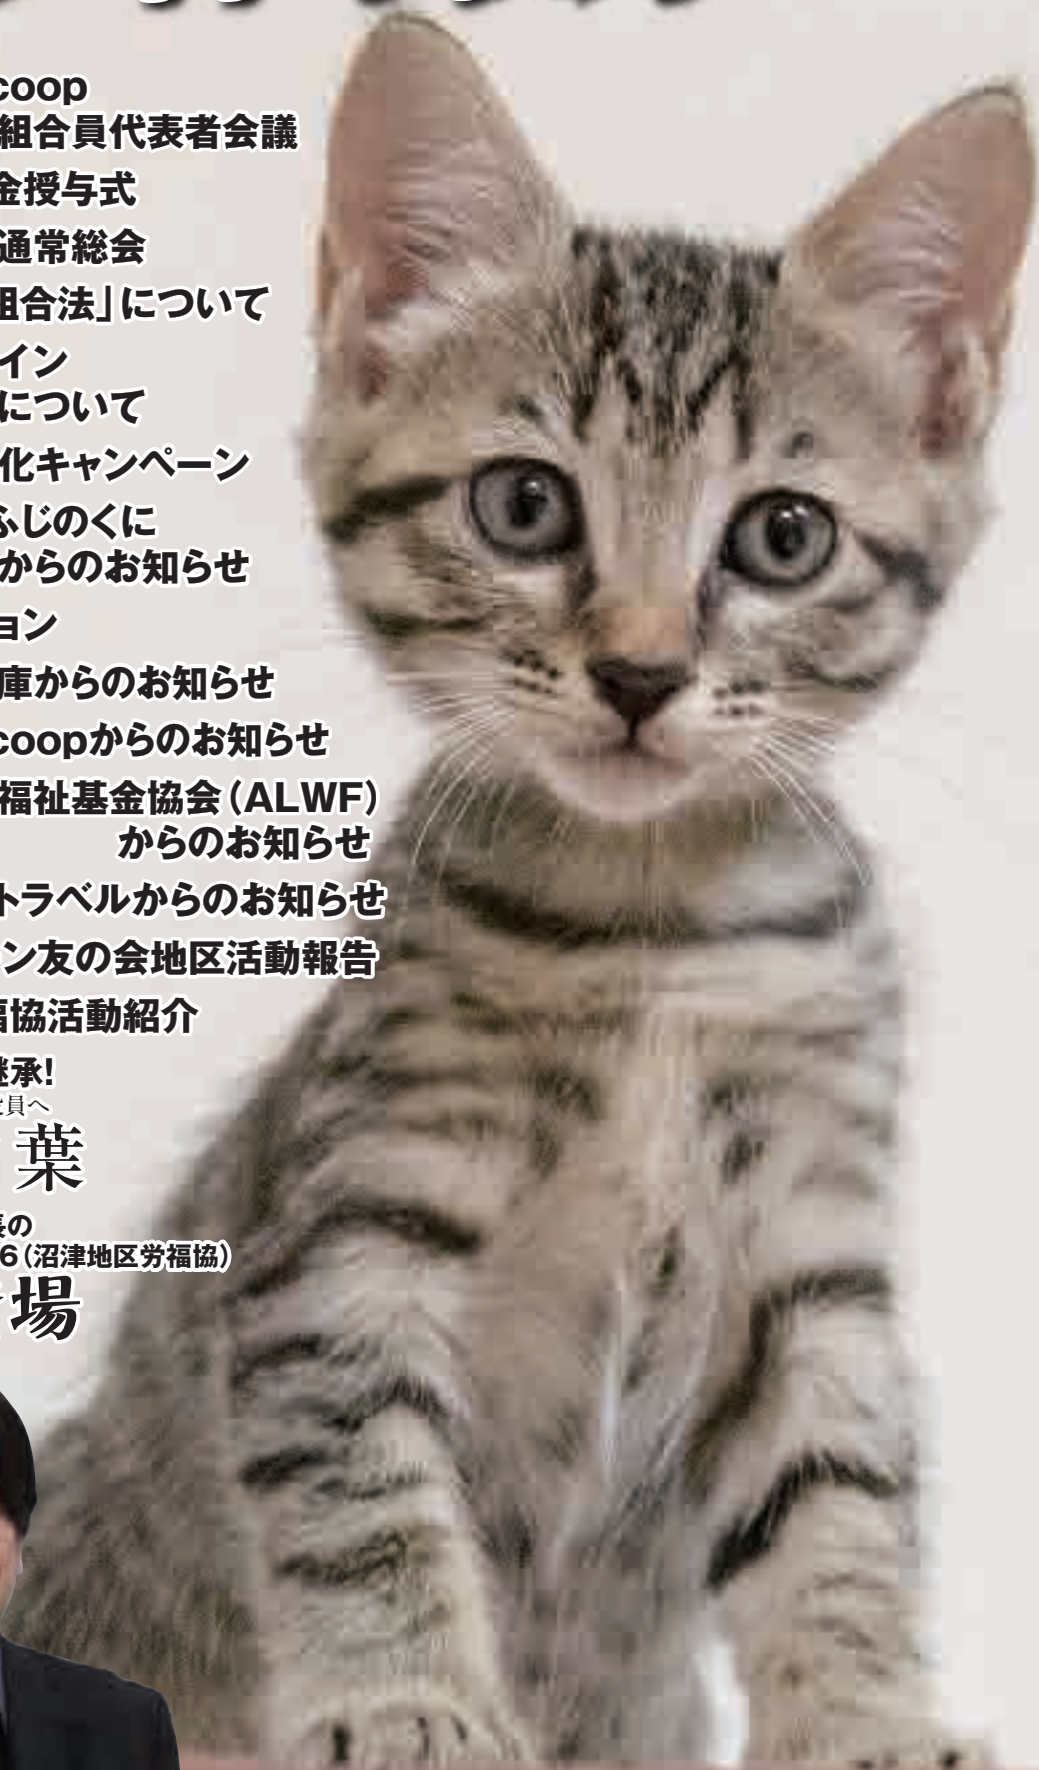 coop
組合員代表者会議
金授与式
通常総会
組合法」について
イン
について
化キャンペーン
ふじのくに
からのお知らせ
ョン
庫からのお知らせ
coopからのお知らせ
福祉基金協会（ALWF）
からのお知らせ
トラベルからのお知らせ
ン友の会地区活動報告
福協活動紹介
継承!
員へ
葉
長の
6（沼津地区労福協）
場